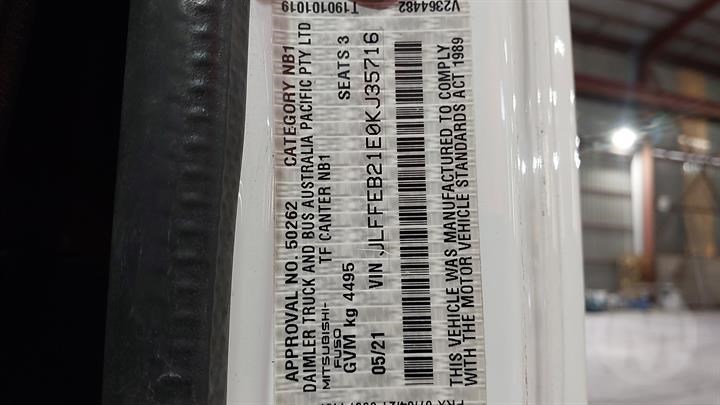 T190101019 V2364482
APPROVAL NO. 50262 CATEGORY NB1
DAIMLER TRUCK AND BUS AUSTRALIA PACIFIC PTY LTD
MITSUBISHI- TF CANTER NB1
FUSO
GVM kg 4495 SEATS 3
VIN JLFFEB21E0KJ35716
05/21
THIS VEHICLE WAS MANUFACTURED TO COMPLY
WITH THE MOTOR VEHICLE STANDARDS ACT 1989